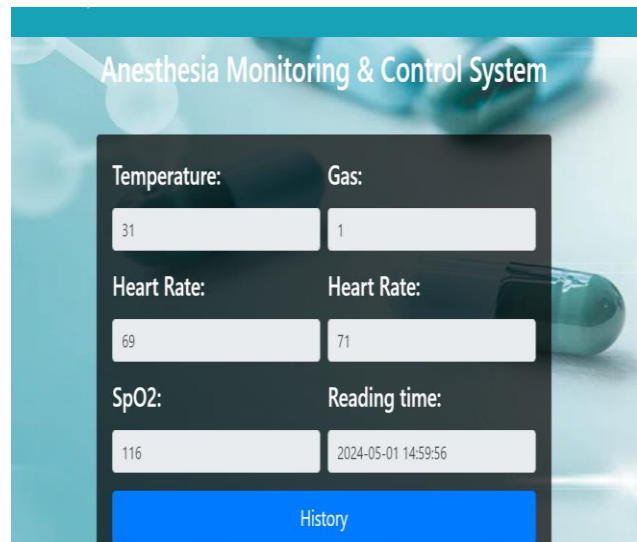 Anesthesia Monitoring & Control System
Temperature: Gas:
31 1
Heart Rate: Heart Rate:
69 71
SpO2: Reading time:
116 2024-05-01 14:59:56
History